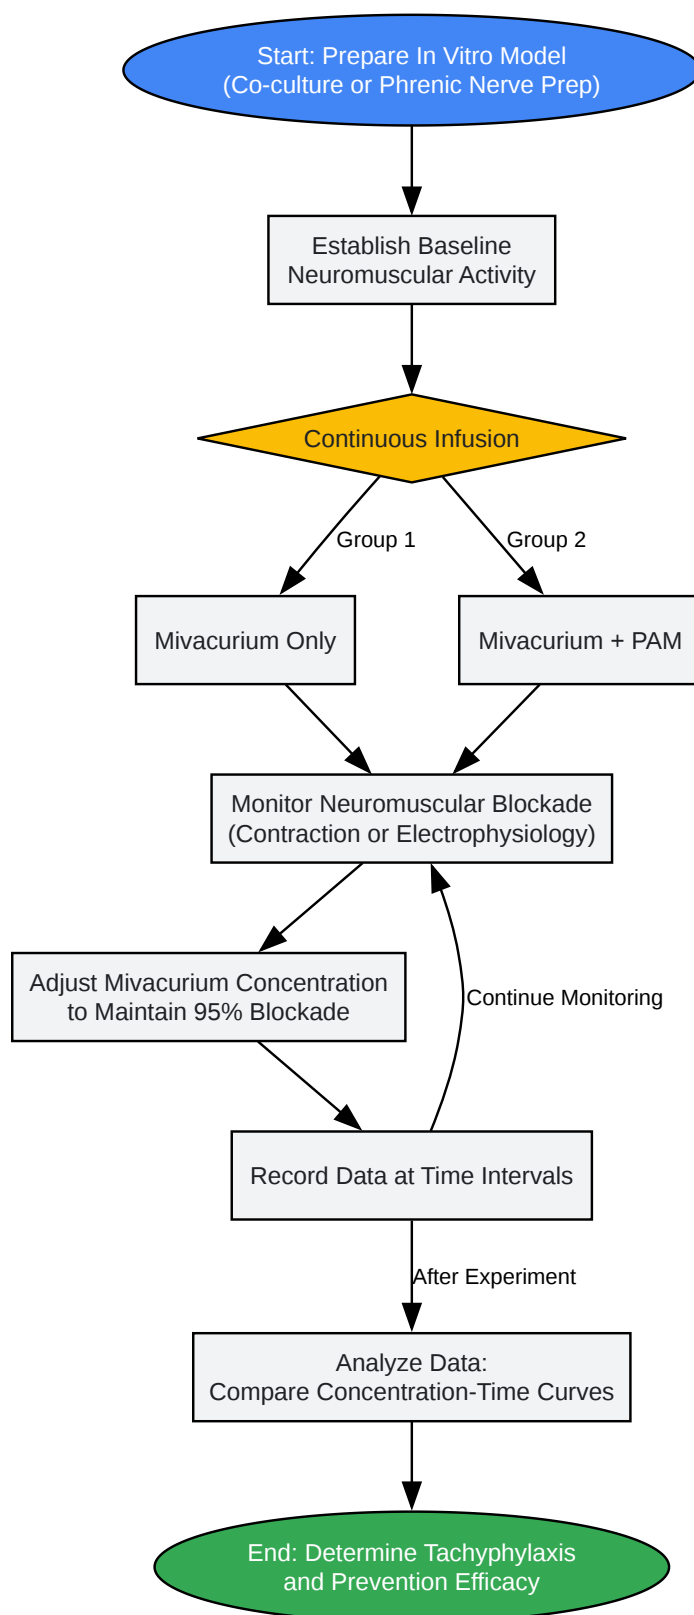 Start: Prepare In Vitro Model
(Co-culture or Phrenic Nerve Prep)
Establish Baseline
Neuromuscular Activity
Continuous Infusion
Group 1
Group 2
Mivacurium Only
Mivacurium + PAM
Monitor Neuromuscular Blockade
(Contraction or Electrophysiology)
Adjust Mivacurium Concentration
to Maintain 95% Blockade
Continue Monitoring
Record Data at Time Intervals
After Experiment
Analyze Data:
Compare Concentration-Time Curves
End: Determine Tachyphylaxis
and Prevention Efficacy